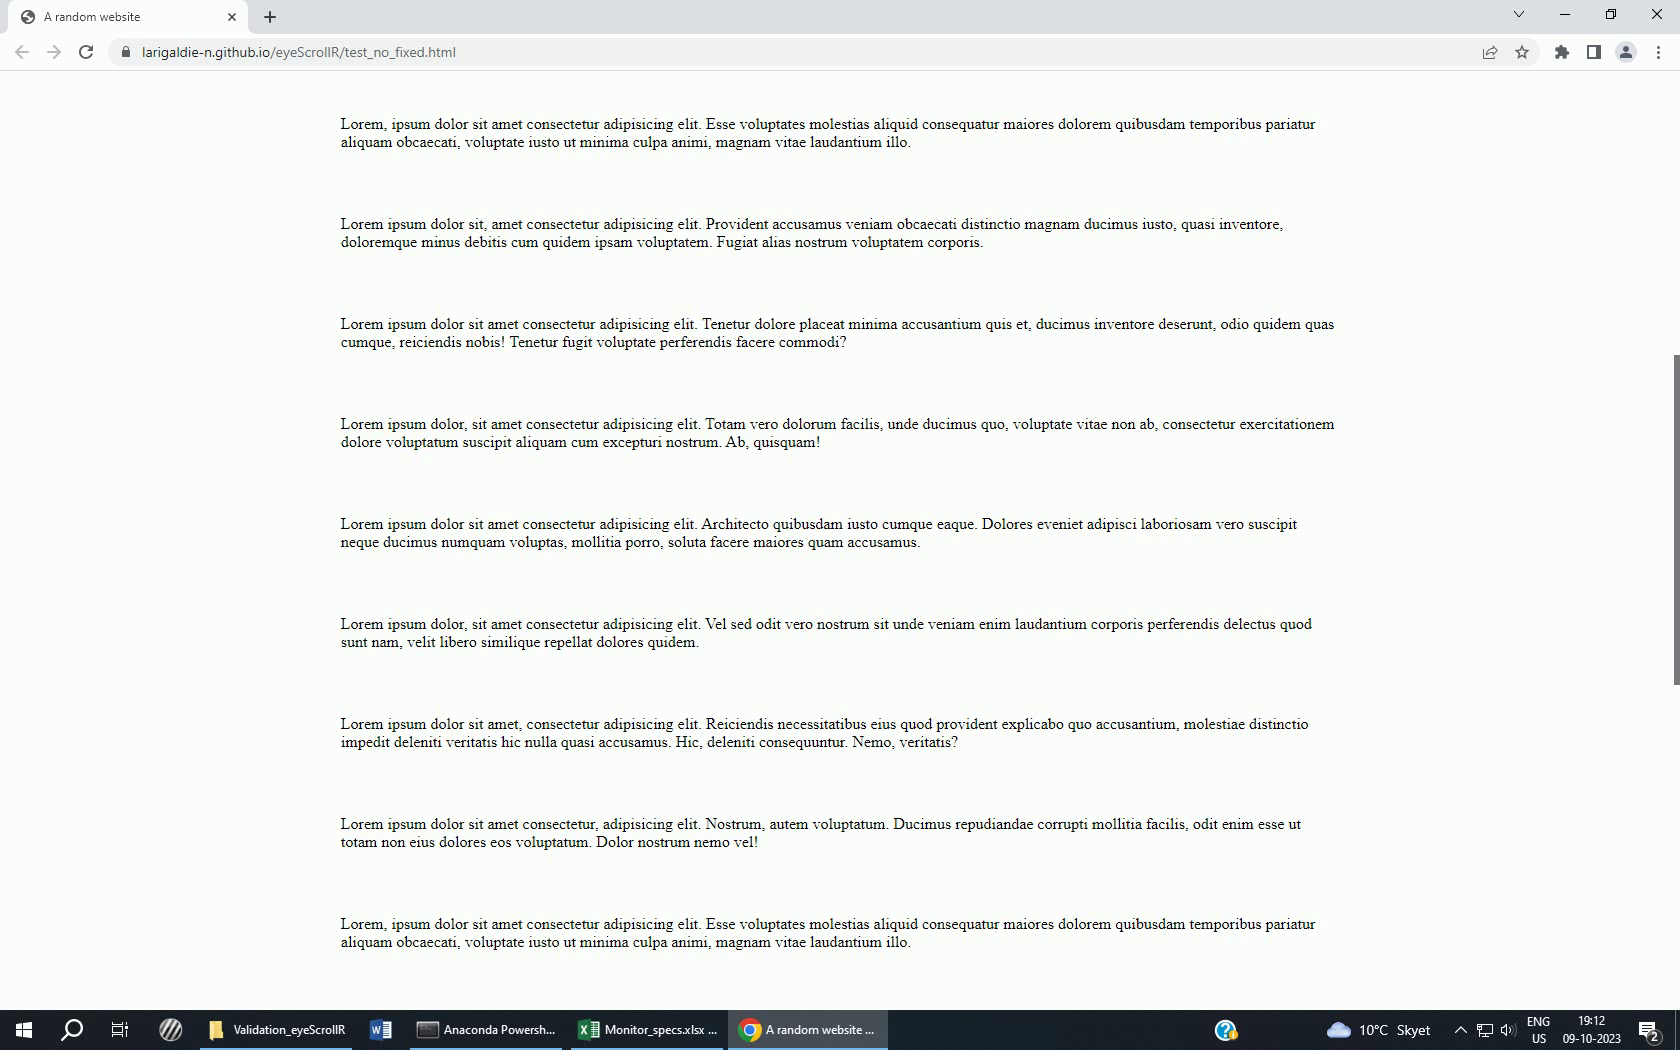 A random website
larigaldie-n.github.io/eyeScrollR/test_no_fixed.html
Lorem, ipsum dolor sit amet consectetur adipisicing elit. Esse voluptates molestias aliquid consequatur maiores dolorem quibusdam temporibus pariatur
aliquam obcaecati, voluptate iusto ut minima culpa animi, magnam vitae laudantium illo.
Lorem ipsum dolor sit, amet consectetur adipisicing elit. Provident accusamus veniam obcaecati distinctio magnam ducimus iusto, quasi inventore,
doloremque minus debitis cum quidem ipsam voluptatem. Fugiat alias nostrum voluptatem corporis.
Lorem ipsum dolor sit amet consectetur adipisicing elit. Tenetur dolore placeat minima accusantium quis et, ducimus inventore deserunt, odio quidem quas
cumque, reiciendis nobis! Tenetur fugit voluptate perferendis facere commodi?
Lorem ipsum dolor, sit amet consectetur adipisicing elit. Totam vero dolorum facilis, unde ducimus quo, voluptate vitae non ab, consectetur exercitationem
dolore voluptatum suscipit aliquam cum excepturi nostrum. Ab, quisquam!
Lorem ipsum dolor sit amet consectetur adipisicing elit. Architecto quibusdam iusto cumque eaque. Dolores eveniet adipisci laboriosam vero suscipit
neque ducimus numquam voluptas, mollitia porro, soluta facere maiores quam accusamus.
Lorem ipsum dolor, sit amet consectetur adipisicing elit. Vel sed odit vero nostrum sit unde veniam enim laudantium corporis perferendis delectus quod
sunt nam, velit libero similique repellat dolores quidem.
Lorem ipsum dolor sit amet, consectetur adipisicing elit. Reiciendis necessitatibus eius quod provident explicabo quo accusantium, molestiae distinctio
impedit deleniti veritatis hic nulla quasi accusamus. Hic, deleniti consequuntur. Nemo, veritatis?
Lorem ipsum dolor sit amet consectetur, adipisicing elit. Nostrum, autem voluptatum. Ducimus repudiandae corrupti mollitia facilis, odit enim esse ut
totam non eius dolores eos voluptatum. Dolor nostrum nemo vel!
Lorem, ipsum dolor sit amet consectetur adipisicing elit. Esse voluptates molestias aliquid consequatur maiores dolorem quibusdam temporibus pariatur
aliquam obcaecati, voluptate iusto ut minima culpa animi, magnam vitae laudantium illo.
Validation_eyeScrollR
Anaconda Powersh...
Monitor_specs.xlsx ...
A random website ...
10°C Skyet
ENG
US
19:12
09-10-2023
2